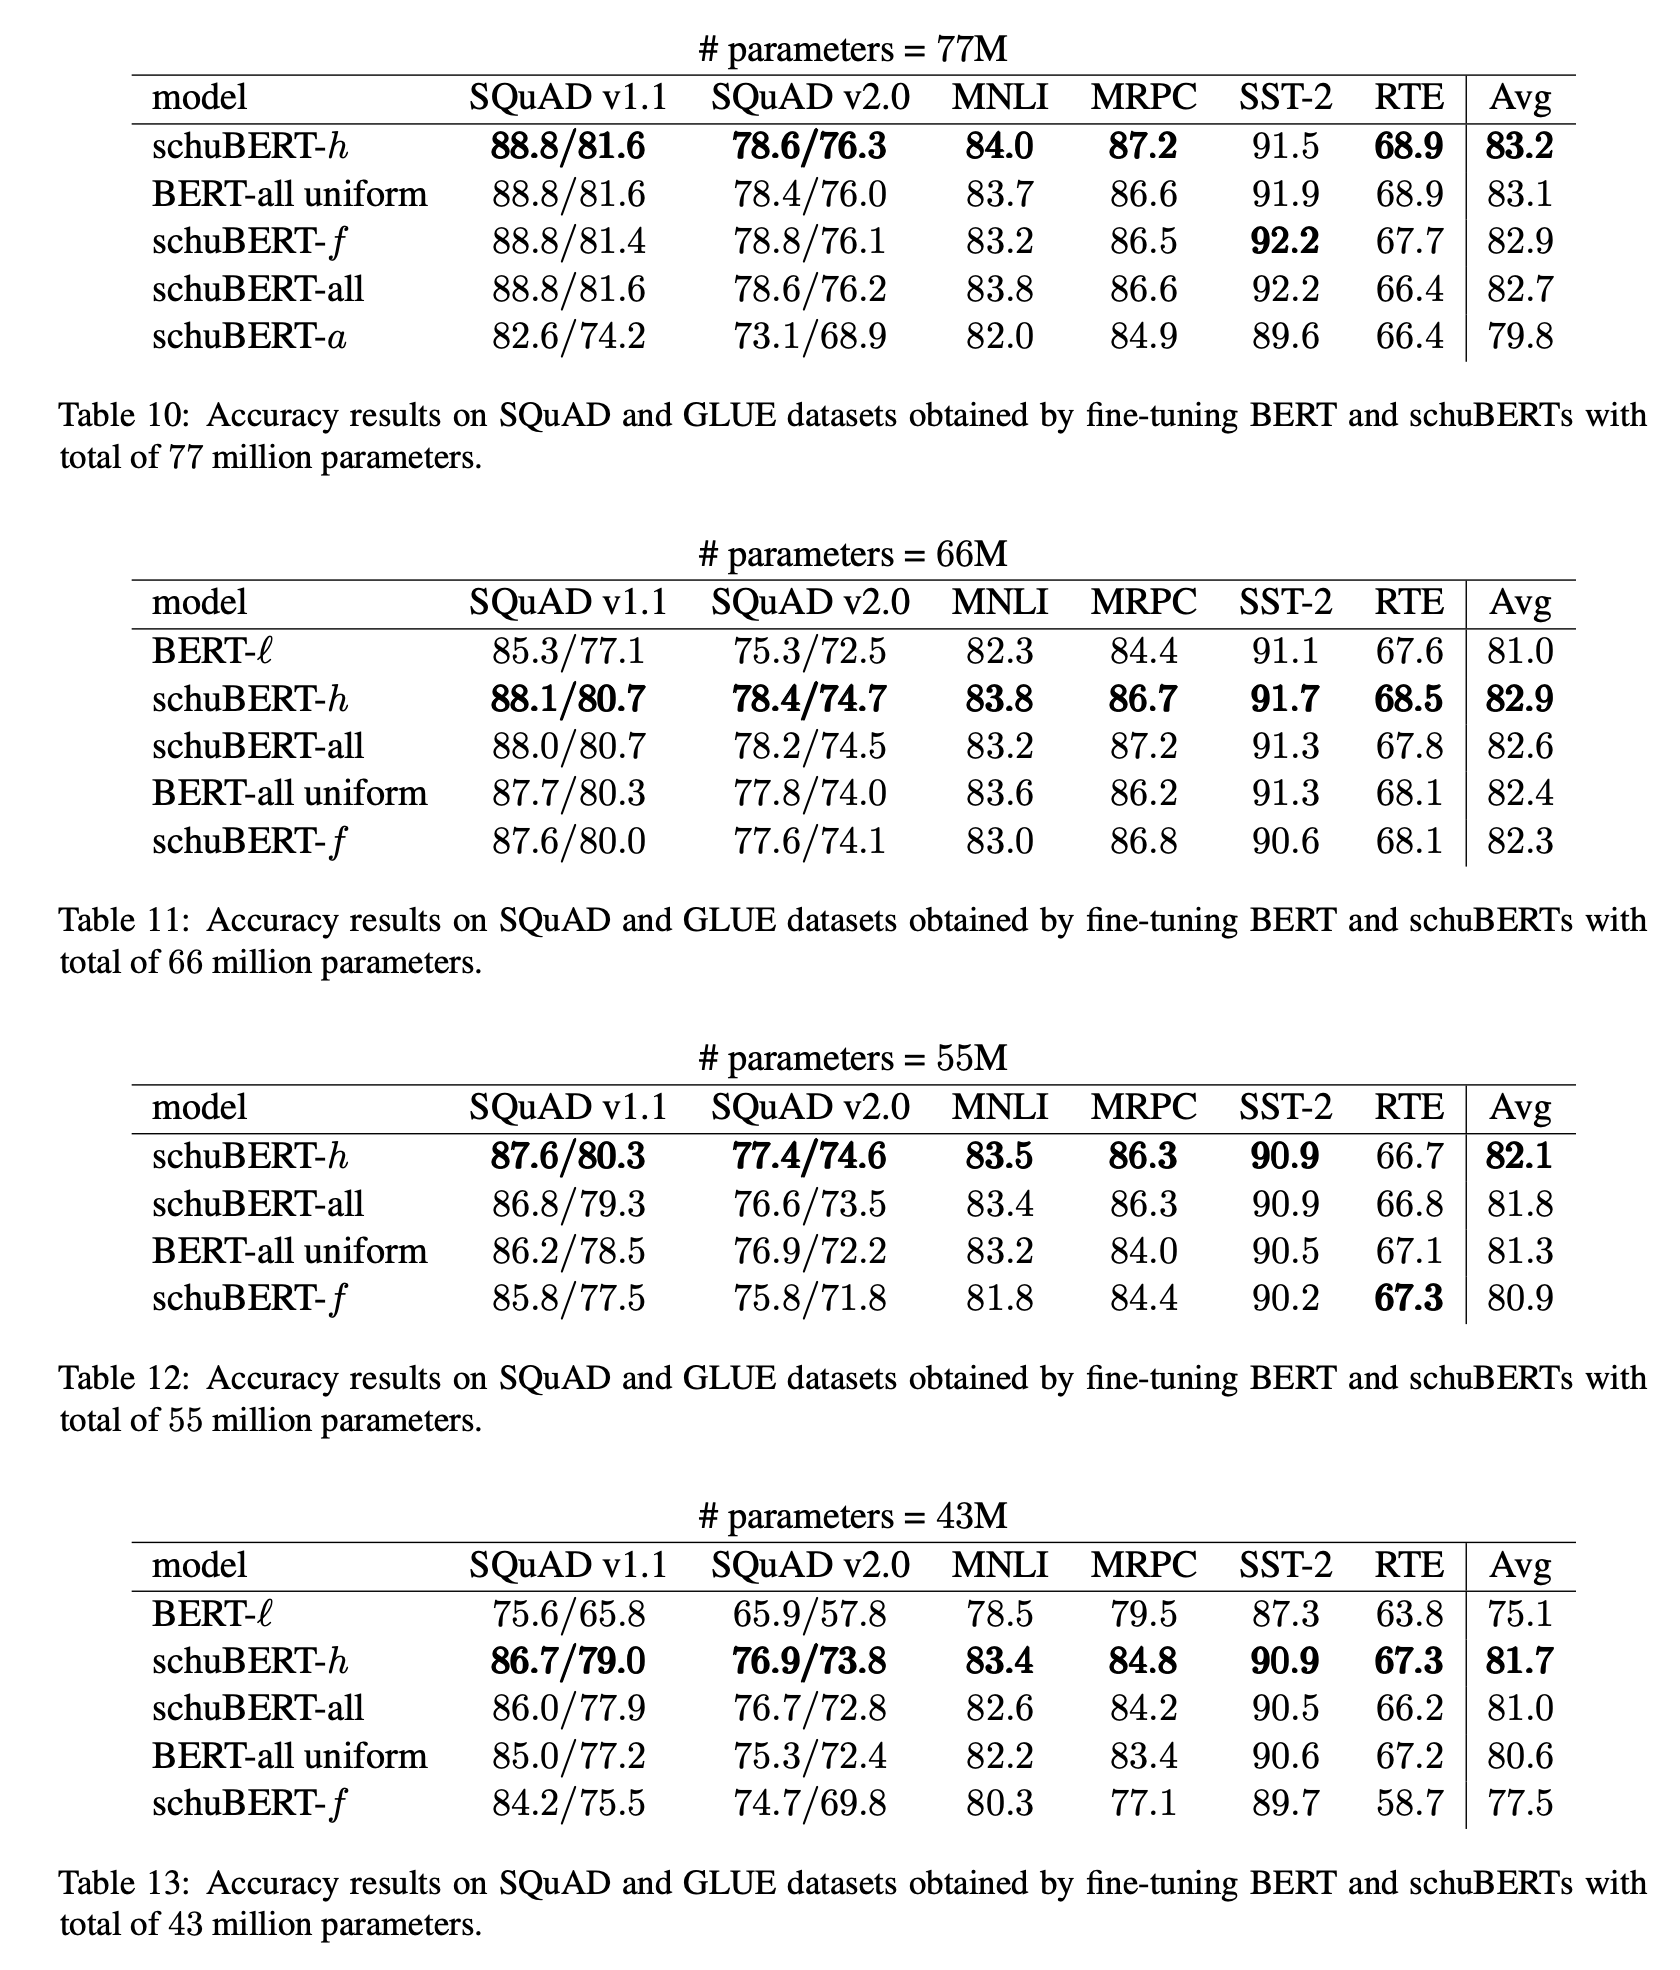 # parameters = 77M
model SQuAD v1.1 SQuAD v2.0 MNLI MRPC SST-2 RTE Avg
schuBERT-h 88.8/81.6 78.6/76.3 84.0 87.2 91.5 68.9 83.2
BERT-all uniform 88.8/81.6 78.4/76.0 83.7 86.6 91.9 68.9 83.1
schuBERT-f 88.8/81.4 78.8/76.1 83.2 86.5 92.2 67.7 82.9
schuBERT-all 88.8/81.6 78.6/76.2 83.8 86.6 92.2 66.4 82.7
schuBERT-a 82.6/74.2 73.1/68.9 82.0 84.9 89.6 66.4 79.8
Table 10: Accuracy results on SQuAD and GLUE datasets obtained by fine-tuning BERT and schuBERTs with
total of 77 million parameters.
# parameters = 66M
model SQuAD v1.1 SQuAD v2.0 MNLI MRPC SST-2 RTE Avg
BERT-ℓ 85.3/77.1 75.3/72.5 82.3 84.4 91.1 67.6 81.0
schuBERT-h 88.1/80.7 78.4/74.7 83.8 86.7 91.7 68.5 82.9
schuBERT-all 88.0/80.7 78.2/74.5 83.2 87.2 91.3 67.8 82.6
BERT-all uniform 87.7/80.3 77.8/74.0 83.6 86.2 91.3 68.1 82.4
schuBERT-f 87.6/80.0 77.6/74.1 83.0 86.8 90.6 68.1 82.3
Table 11: Accuracy results on SQuAD and GLUE datasets obtained by fine-tuning BERT and schuBERTs with
total of 66 million parameters.
# parameters = 55M
model SQuAD v1.1 SQuAD v2.0 MNLI MRPC SST-2 RTE Avg
schuBERT-h 87.6/80.3 77.4/74.6 83.5 86.3 90.9 66.7 82.1
schuBERT-all 86.8/79.3 76.6/73.5 83.4 86.3 90.9 66.8 81.8
BERT-all uniform 86.2/78.5 76.9/72.2 83.2 84.0 90.5 67.1 81.3
schuBERT-f 85.8/77.5 75.8/71.8 81.8 84.4 90.2 67.3 80.9
Table 12: Accuracy results on SQuAD and GLUE datasets obtained by fine-tuning BERT and schuBERTs with
total of 55 million parameters.
# parameters = 43M
model SQuAD v1.1 SQuAD v2.0 MNLI MRPC SST-2 RTE Avg
BERT-ℓ 75.6/65.8 65.9/57.8 78.5 79.5 87.3 63.8 75.1
schuBERT-h 86.7/79.0 76.9/73.8 83.4 84.8 90.9 67.3 81.7
schuBERT-all 86.0/77.9 76.7/72.8 82.6 84.2 90.5 66.2 81.0
BERT-all uniform 85.0/77.2 75.3/72.4 82.2 83.4 90.6 67.2 80.6
schuBERT-f 84.2/75.5 74.7/69.8 80.3 77.1 89.7 58.7 77.5
Table 13: Accuracy results on SQuAD and GLUE datasets obtained by fine-tuning BERT and schuBERTs with
total of 43 million parameters.